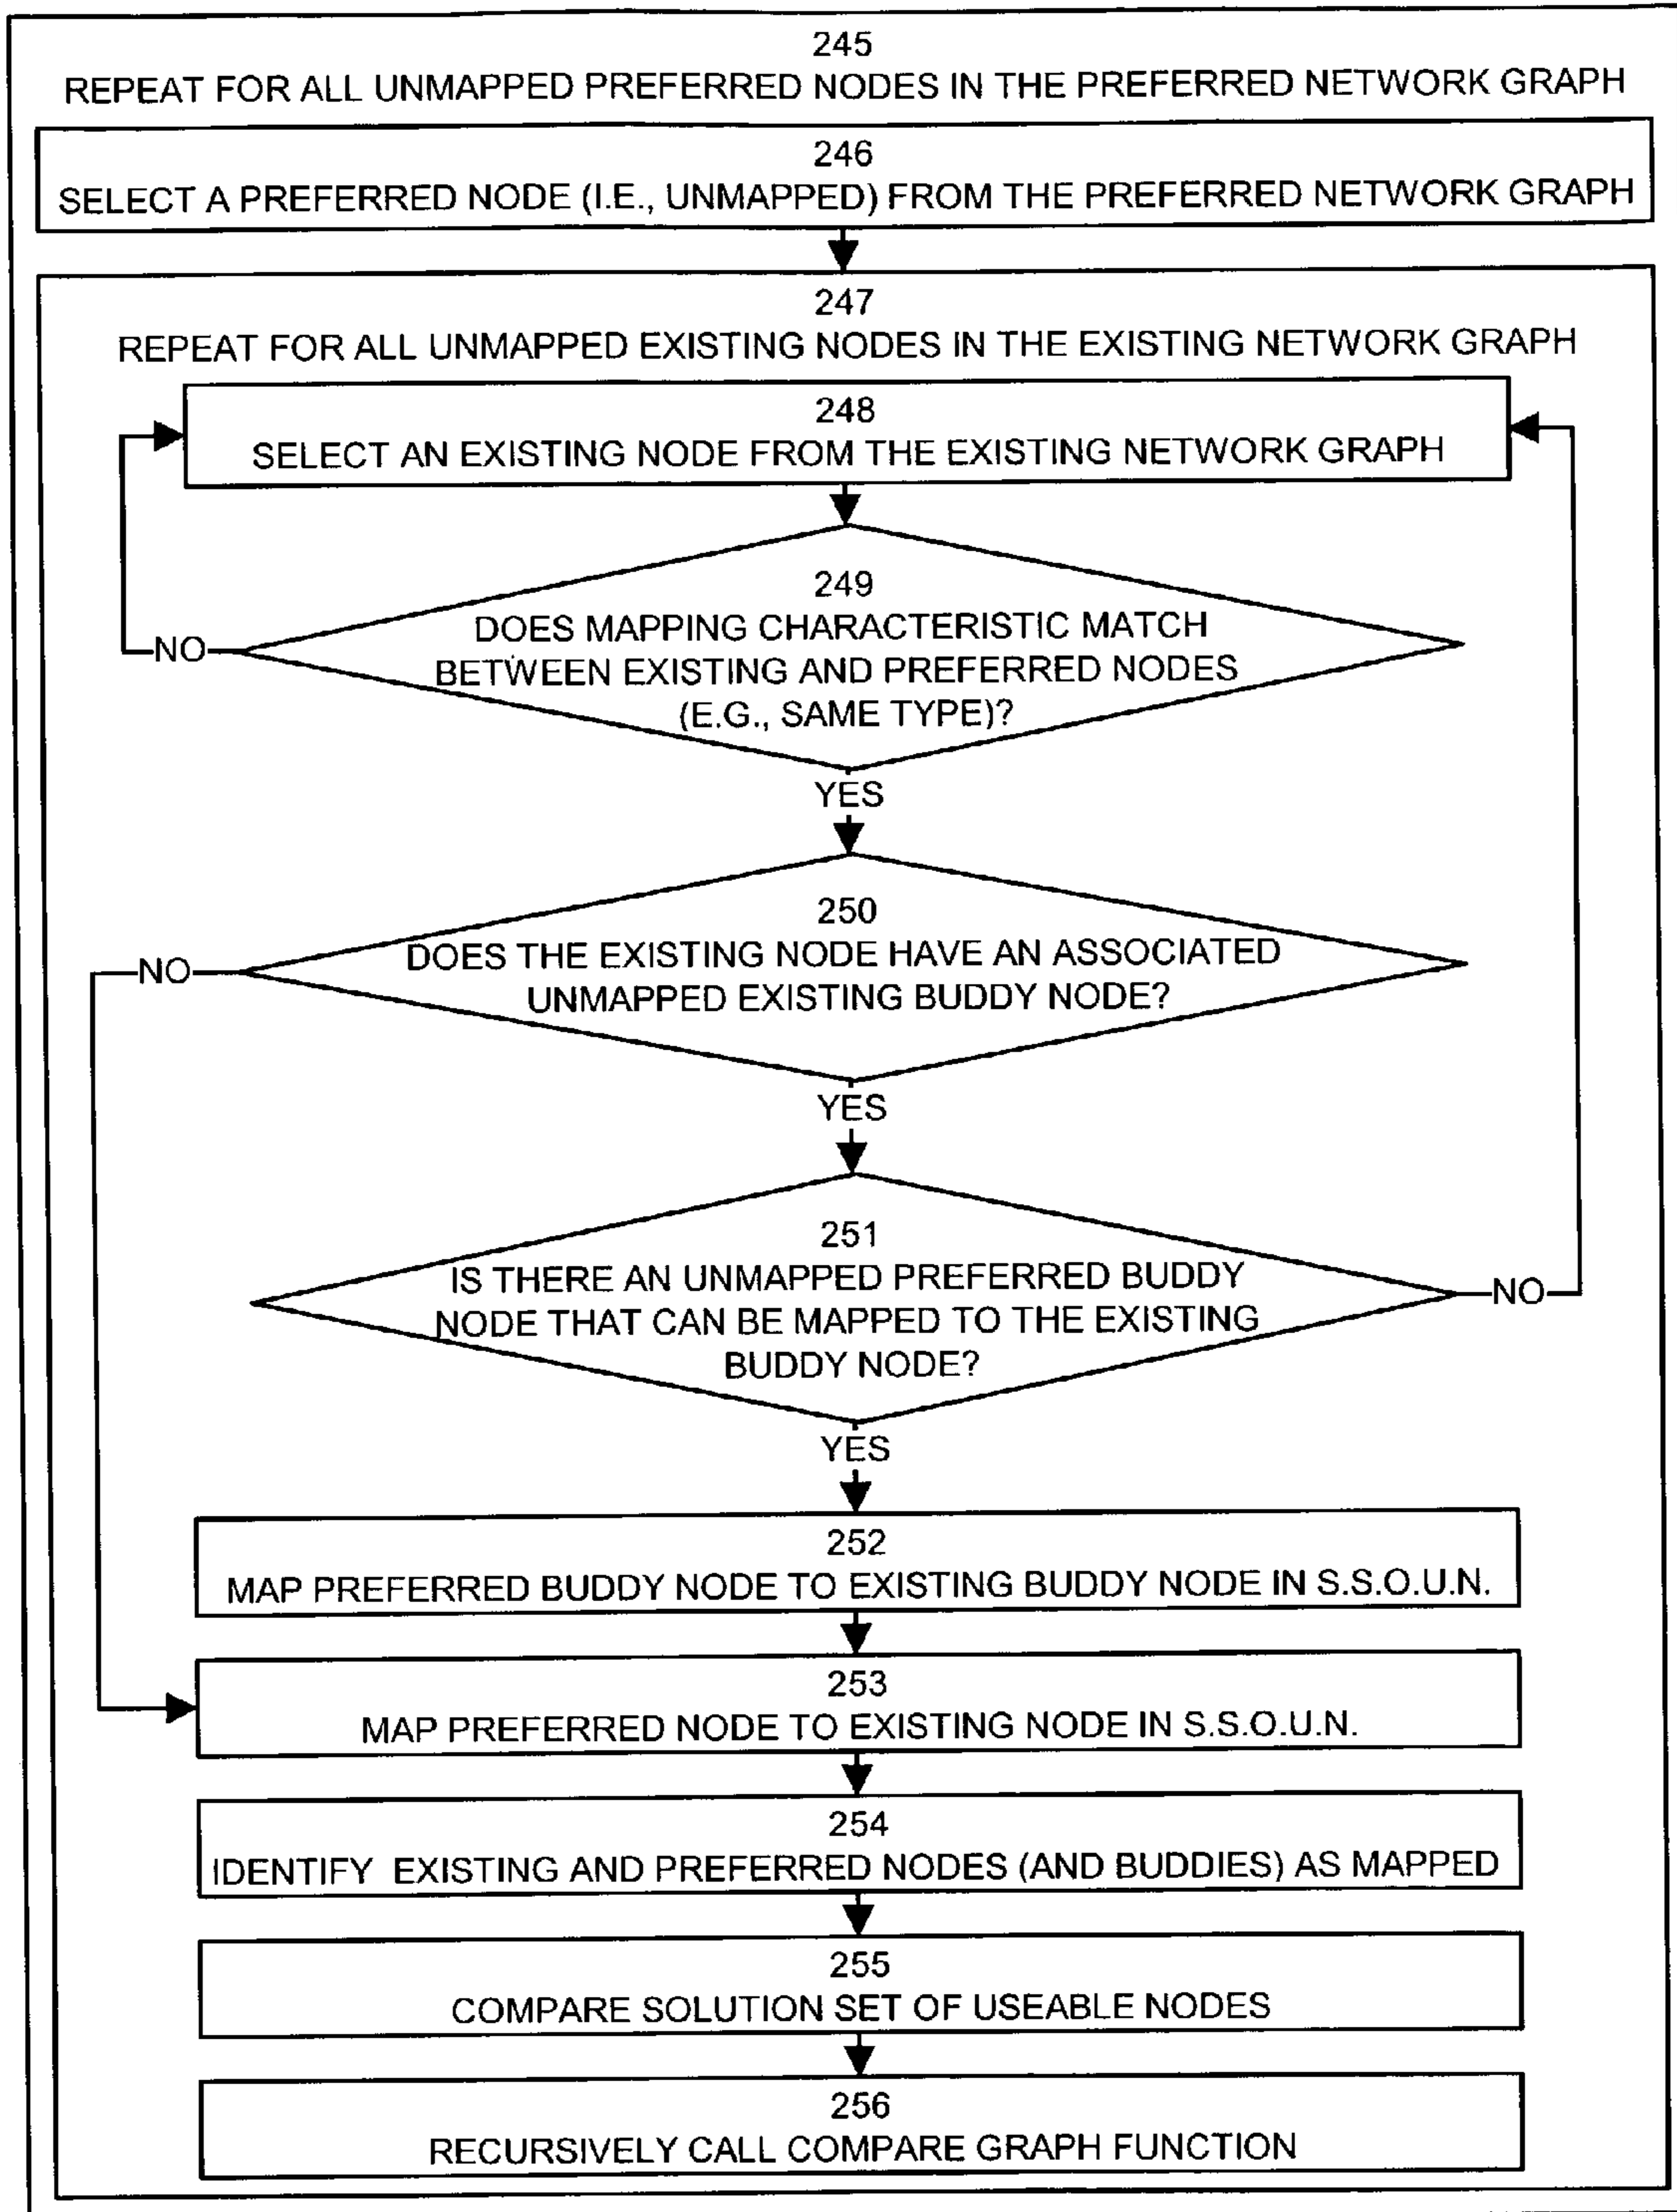 245
REPEAT FOR ALL UNMAPPED PREFERRED NODES IN THE PREFERRED NETWORK GRAPH
246
SELECT A PREFERRED NODE (I.E., UNMAPPED) FROM THE PREFERRED NETWORK GRAPH
247
REPEAT FOR ALL UNMAPPED EXISTING NODES IN THE EXISTING NETWORK GRAPH
248
SELECT AN EXISTING NODE FROM THE EXISTING NETWORK GRAPH
249
DOES MAPPING CHARACTERISTIC MATCH
BETWEEN EXISTING AND PREFERRED NODES
(E.G., SAME TYPE)?
NO
YES
250
DOES THE EXISTING NODE HAVE AN ASSOCIATED
UNMAPPED EXISTING BUDDY NODE?
NO
YES
251
IS THERE AN UNMAPPED PREFERRED BUDDY
NODE THAT CAN BE MAPPED TO THE EXISTING
BUDDY NODE?
NO
YES
252
MAP PREFERRED BUDDY NODE TO EXISTING BUDDY NODE IN S.S.O.U.N.
253
MAP PREFERRED NODE TO EXISTING NODE IN S.S.O.U.N.
254
IDENTIFY EXISTING AND PREFERRED NODES (AND BUDDIES) AS MAPPED
255
COMPARE SOLUTION SET OF USEABLE NODES
256
RECURSIVELY CALL COMPARE GRAPH FUNCTION